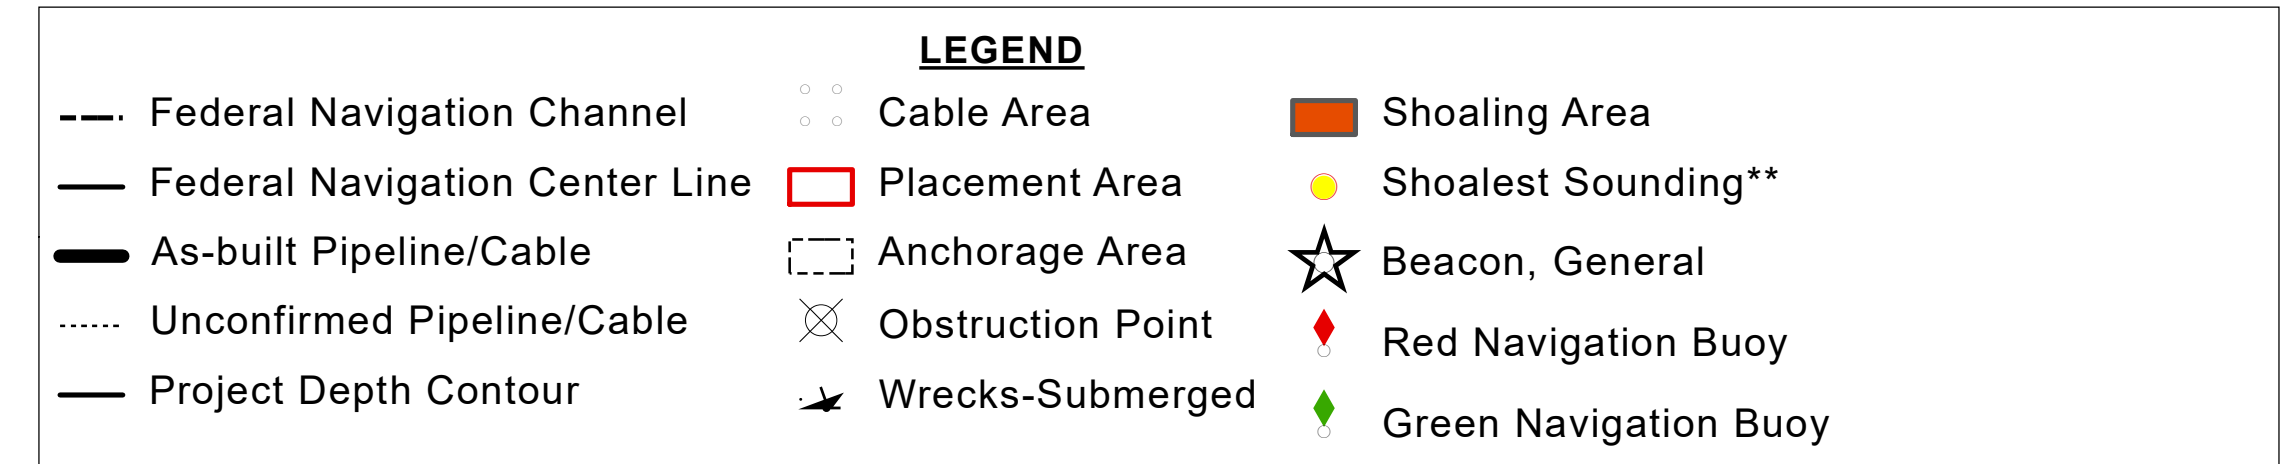 LEGEND
Federal Navigation Channel
Federal Navigation Center Line
As-built Pipeline/Cable
Unconfirmed Pipeline/Cable
Project Depth Contour
Cable Area
Placement Area
Anchorage Area
Obstruction Point
Wrecks-Submerged
Shoaling Area
Shoalest Sounding**
Beacon, General
Red Navigation Buoy
Green Navigation Buoy